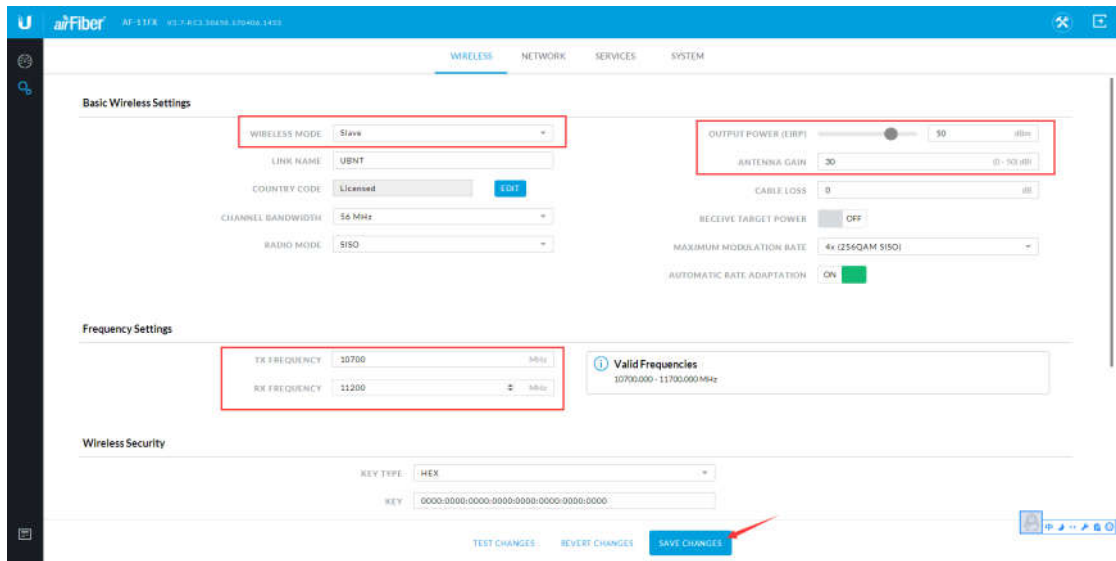 airFiber AF-11FX
WIRELESS NETWORK SERVICES SYSTEM
Basic Wireless Settings
WIRELESS MODE Slave
OUTPUT POWER (EIRP) 50 dBm
LINK NAME UBNT
ANTENNA GAIN 30 (0 - 50) dBi
COUNTRY CODE Licensed EDIT
CABLE LOSS 0 dB
CHANNEL BANDWIDTH 56 MHz
RECEIVE TARGET POWER OFF
RADIO MODE SISO
MAXIMUM MODULATION RATE 4x (256QAM SISO)
AUTOMATIC RATE ADAPTATION ON
Frequency Settings
TX FREQUENCY 10700 MHz
Valid Frequencies
10700.000 - 11700.000 MHz
RX FREQUENCY 11200 MHz
Wireless Security
KEY TYPE HEX
KEY 0000:0000:0000:0000:0000:0000:0000:0000
中
TEST CHANGES REVERT CHANGES SAVE CHANGES